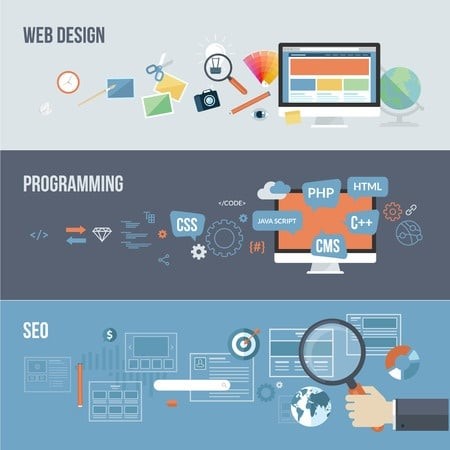 WEB DESIGN
PROGRAMMING
</CODE>
PHP
HTML
JAVA SCRIPT
CSS
C++
</>
{#}
CMS
SEO
$